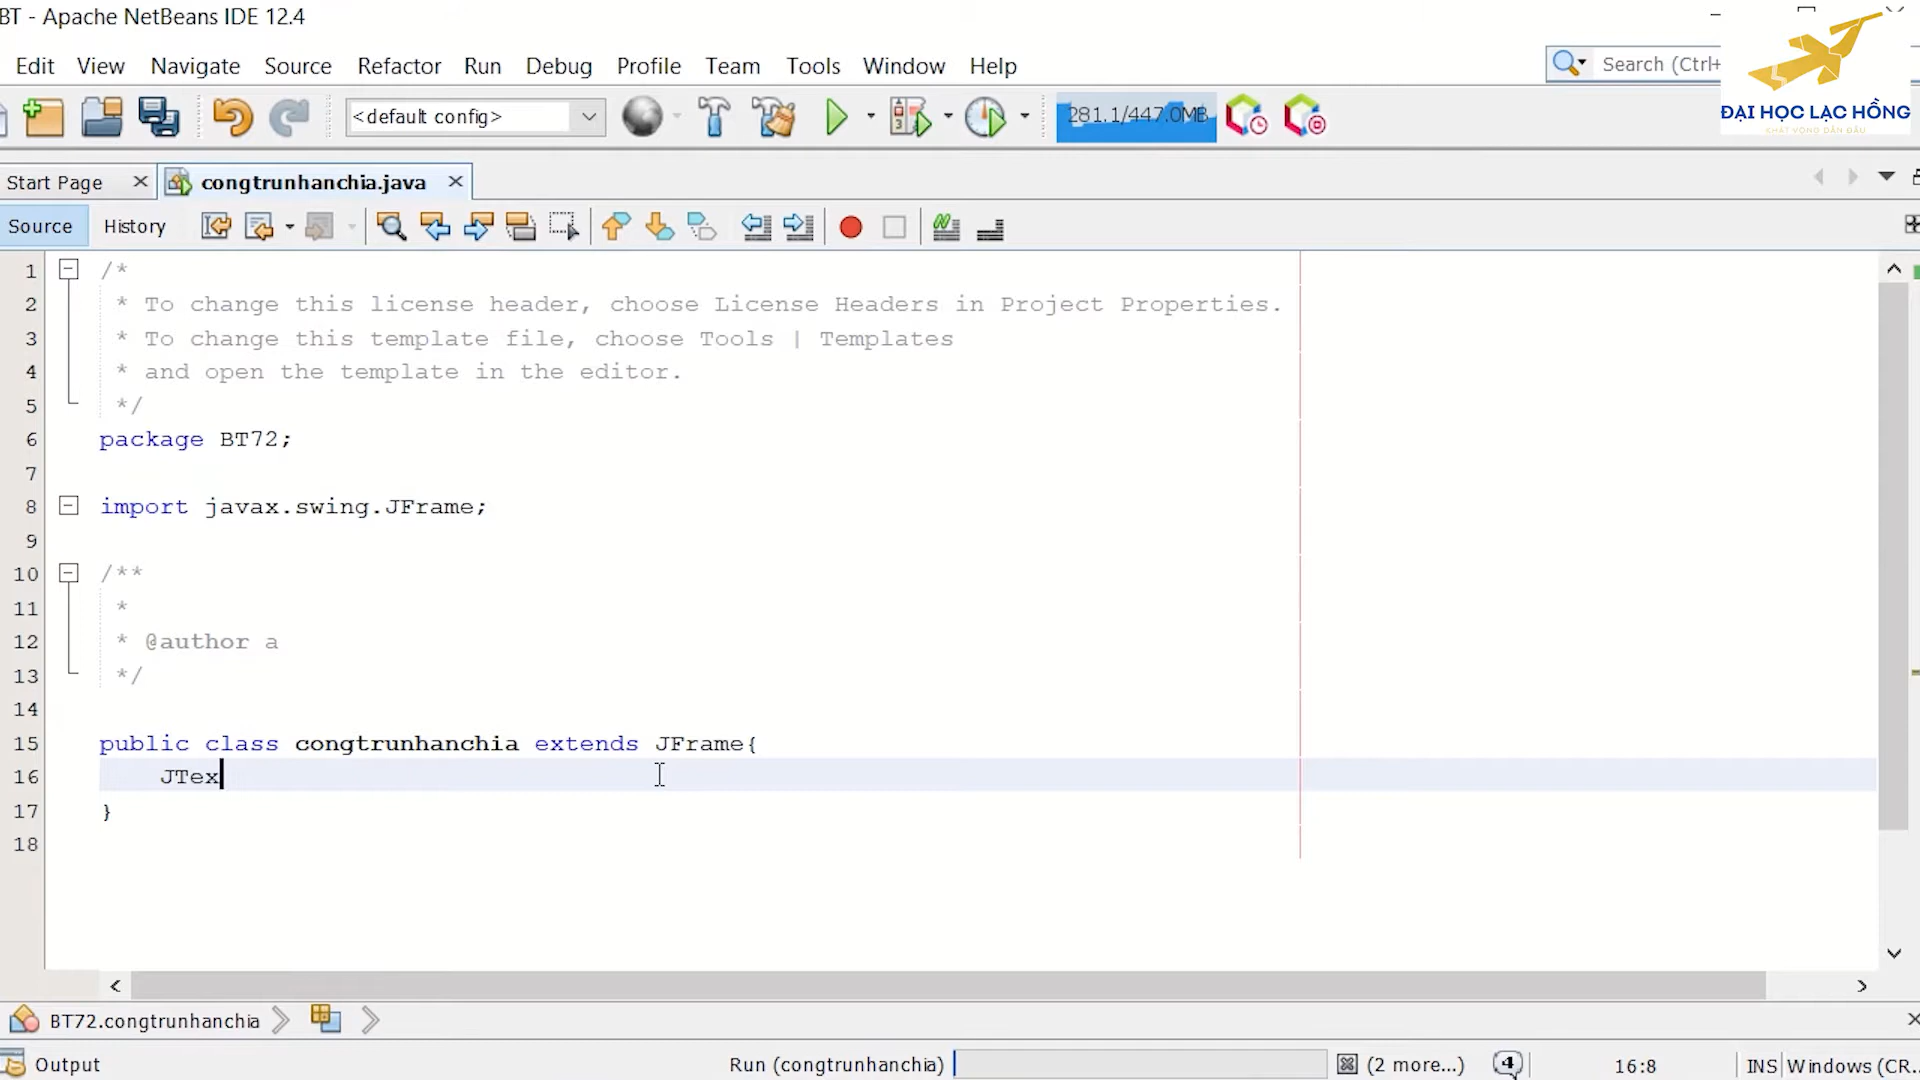 BT - Apache NetBeans IDE 12.4
Edit View Navigate Source Refactor Run Debug Profile Team Tools Window Help
Search (Ctrl+
ĐẠI HỌC LẠC HỒNG
KHÁT VỌNG DẪN ĐẦU
<default config>
281.1/447.0MB
Start Page
congtrunhanchia.java
Source History
1 /*
2 * To change this license header, choose License Headers in Project Properties.
3 * To change this template file, choose Tools | Templates
4 * and open the template in the editor.
5 */
6 package BT72;
7
8 import javax.swing.JFrame;
9
10 /**
11 *
12 * @author a
13 */
14
15 public class congtrunhanchia extends JFrame{
16 JTex
17 }
18
BT72.congtrunhanchia
Output
Run (congtrunhanchia)
(2 more...)
4
16:8
INS
Windows (CR...